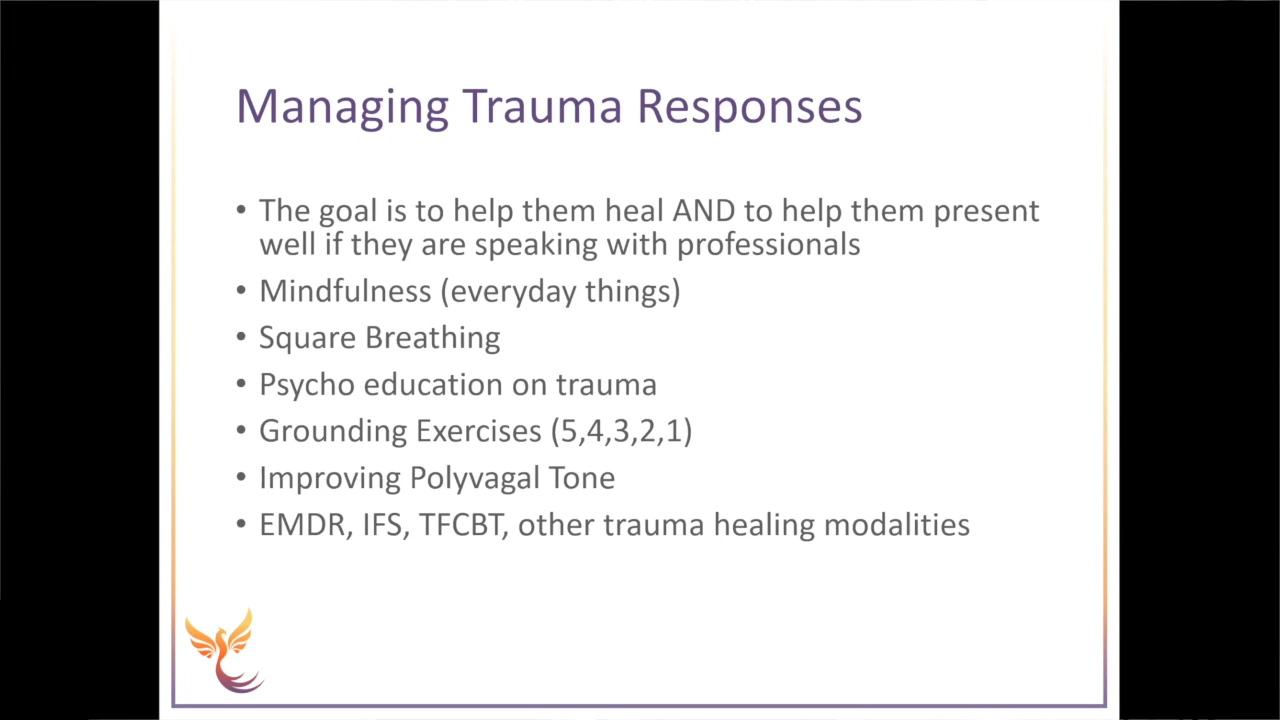 Managing Trauma Responses
• The goal is to help them heal AND to help them present
well if they are speaking with professionals
• Mindfulness (everyday things)
• Square Breathing
• Psycho education on trauma
• Grounding Exercises (5,4,3,2,1)
• Improving Polyvagal Tone
• EMDR, IFS, TFCBT, other trauma healing modalities